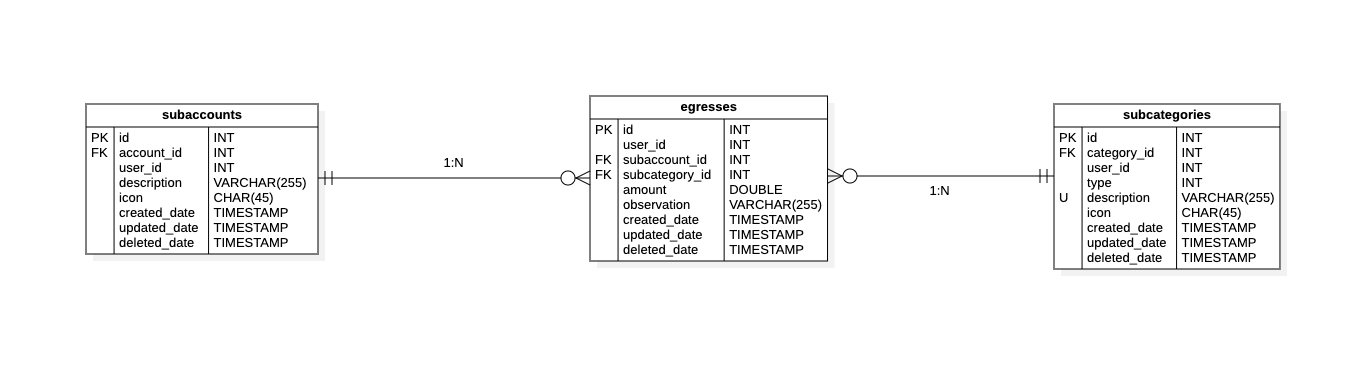 subaccounts
PK id INT
FK account_id INT
user_id INT
description VARCHAR(255)
icon CHAR(45)
created_date TIMESTAMP
updated_date TIMESTAMP
deleted_date TIMESTAMP
1:N
egresses
PK id INT
user_id INT
FK subaccount_id INT
FK subcategory_id INT
amount DOUBLE
observation VARCHAR(255)
created_date TIMESTAMP
updated_date TIMESTAMP
deleted_date TIMESTAMP
1:N
subcategories
PK id INT
FK category_id INT
user_id INT
type INT
U description VARCHAR(255)
icon CHAR(45)
created_date TIMESTAMP
updated_date TIMESTAMP
deleted_date TIMESTAMP